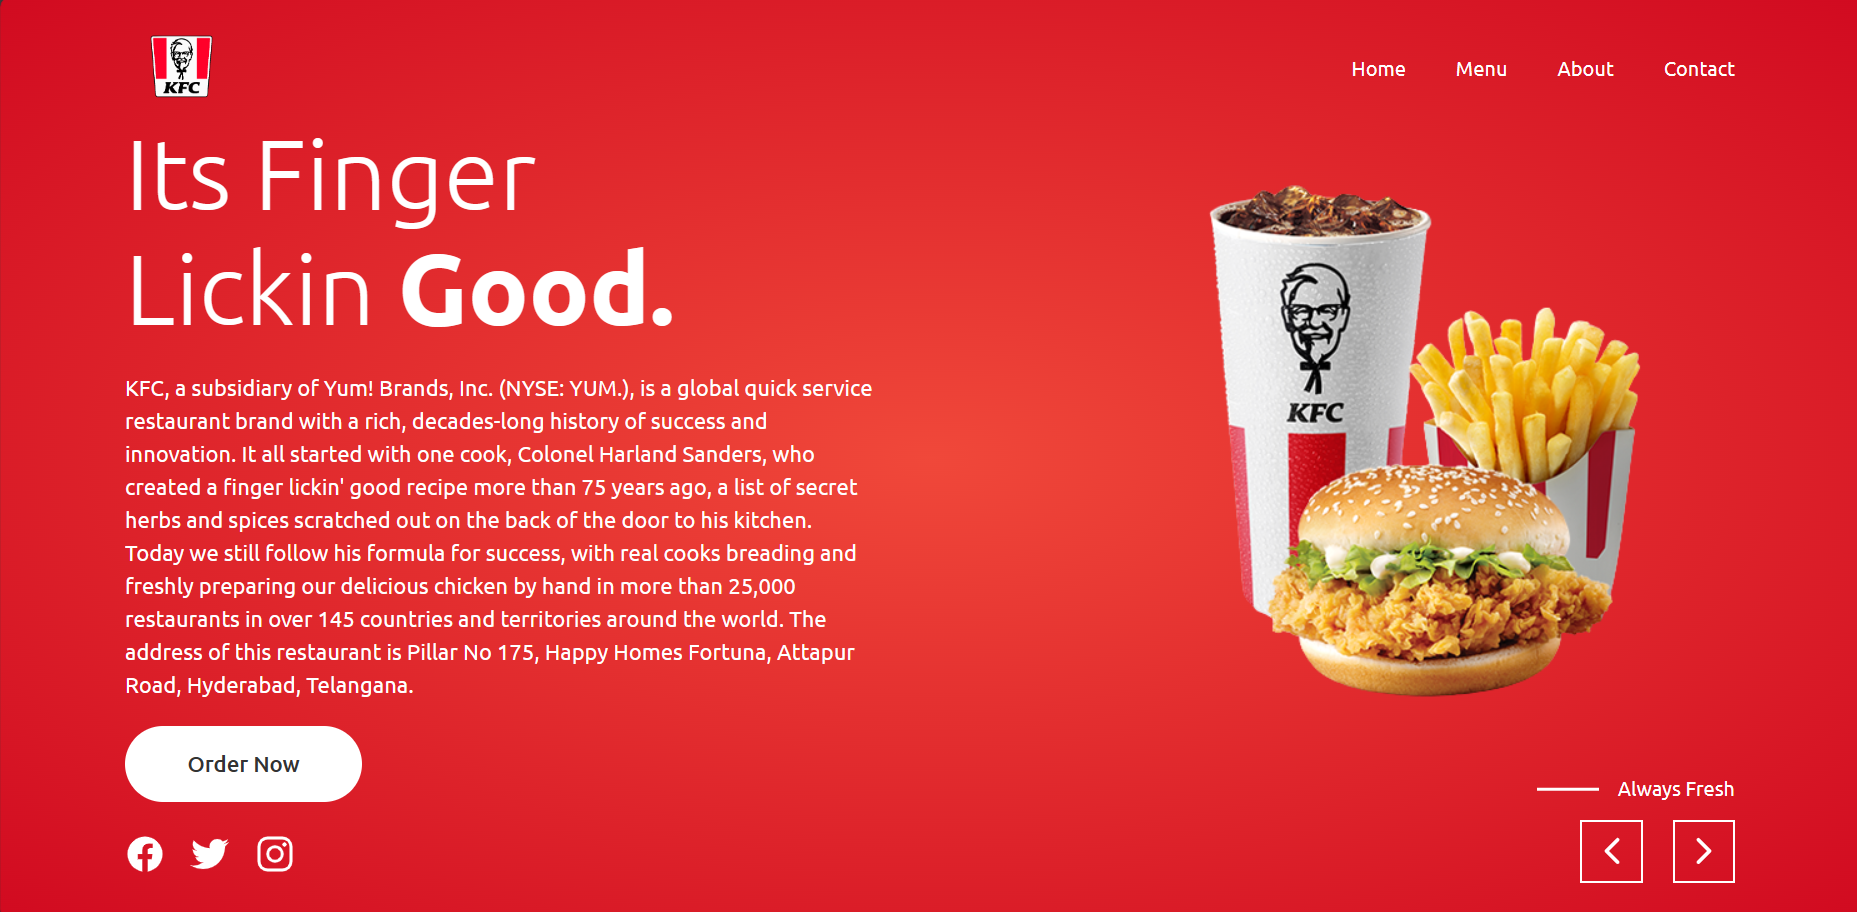 KFC
Home Menu About Contact
Its Finger
Lickin Good.
KFC, a subsidiary of Yum! Brands, Inc. (NYSE: YUM.), is a global quick service
restaurant brand with a rich, decades-long history of success and
innovation. It all started with one cook, Colonel Harland Sanders, who
created a finger lickin' good recipe more than 75 years ago, a list of secret
herbs and spices scratched out on the back of the door to his kitchen.
Today we still follow his formula for success, with real cooks breading and
freshly preparing our delicious chicken by hand in more than 25,000
restaurants in over 145 countries and territories around the world. The
address of this restaurant is Pillar No 175, Happy Homes Fortuna, Attapur
Road, Hyderabad, Telangana.
Order Now
KFC
Always Fresh